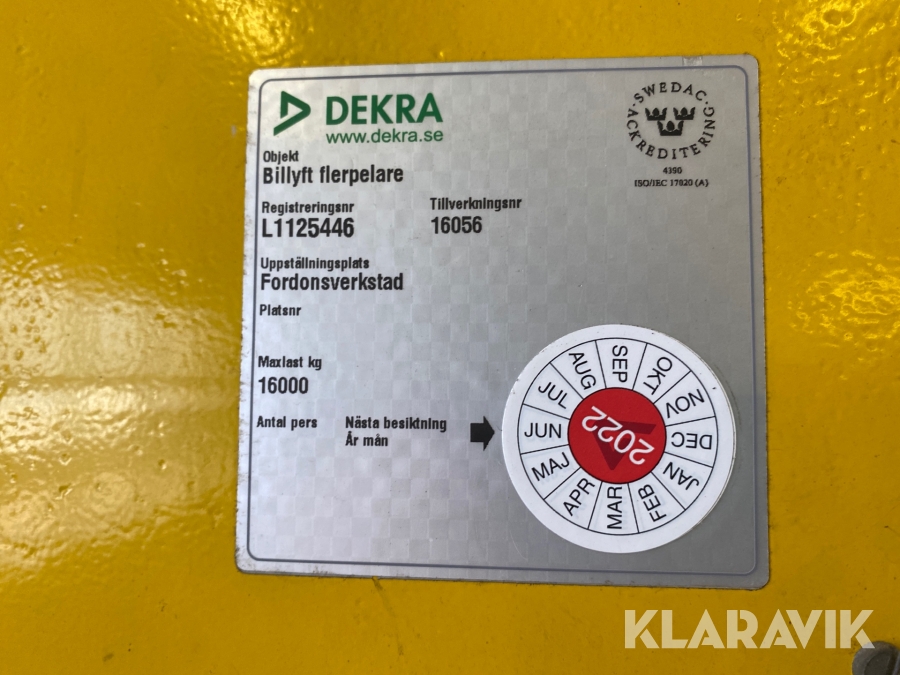 DEKRA
www.dekra.se
SWEDAC
ACKREDITERING
4390
ISO/IEC 17020 (A)
Objekt
Billyft flerpelare
Registreringsnr
L1125446
Tillverkningsnr
16056
Uppställningsplats
Fordonsverkstad
Platsnr
Maxlast kg
16000
Antal pers
Nästa besiktning
År mån
JAN
FEB
MAR
APR
MAJ
JUN
JUL
AUG
SEP
OKT
NOV
DEC
2022
KLARAVIK